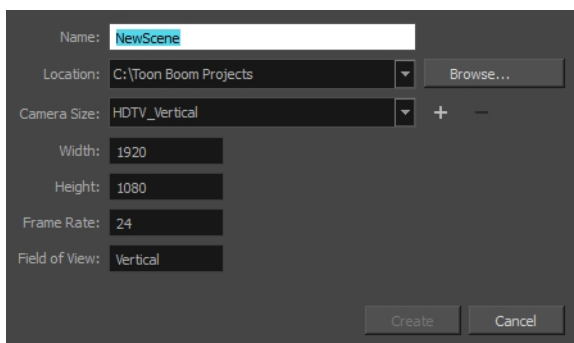 Name: NewScene
Location: C:\Toon Boom Projects Browse...
Camera Size: HDTV_Vertical + −
Width: 1920
Height: 1080
Frame Rate: 24
Field of View: Vertical
Create Cancel